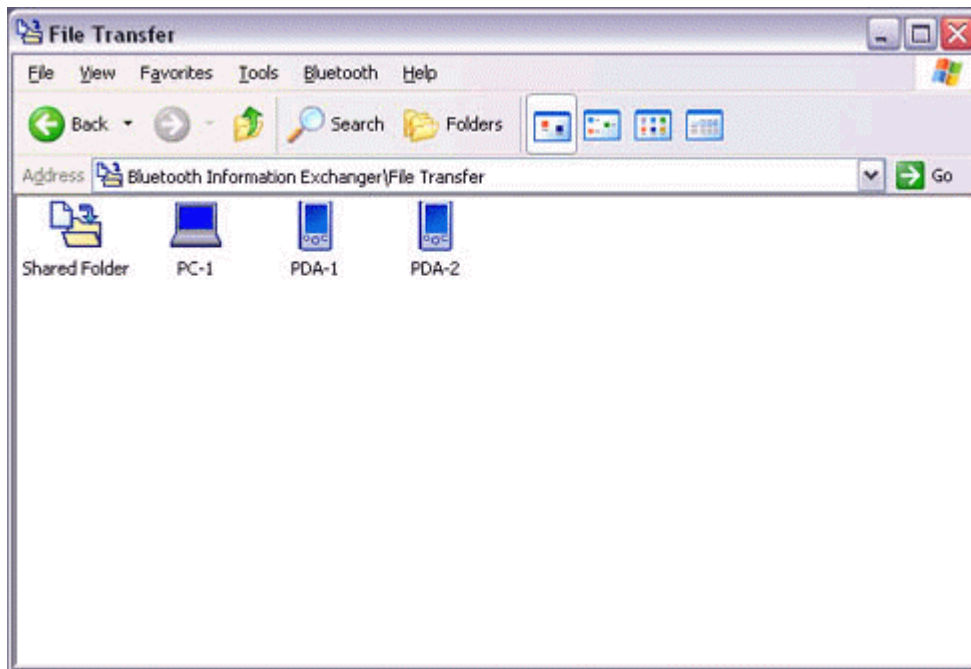 File Transfer
File View Favorites Tools Bluetooth Help
Back Search Folders
Address Bluetooth Information Exchanger\File Transfer Go
Shared Folder PC-1 PDA-1 PDA-2